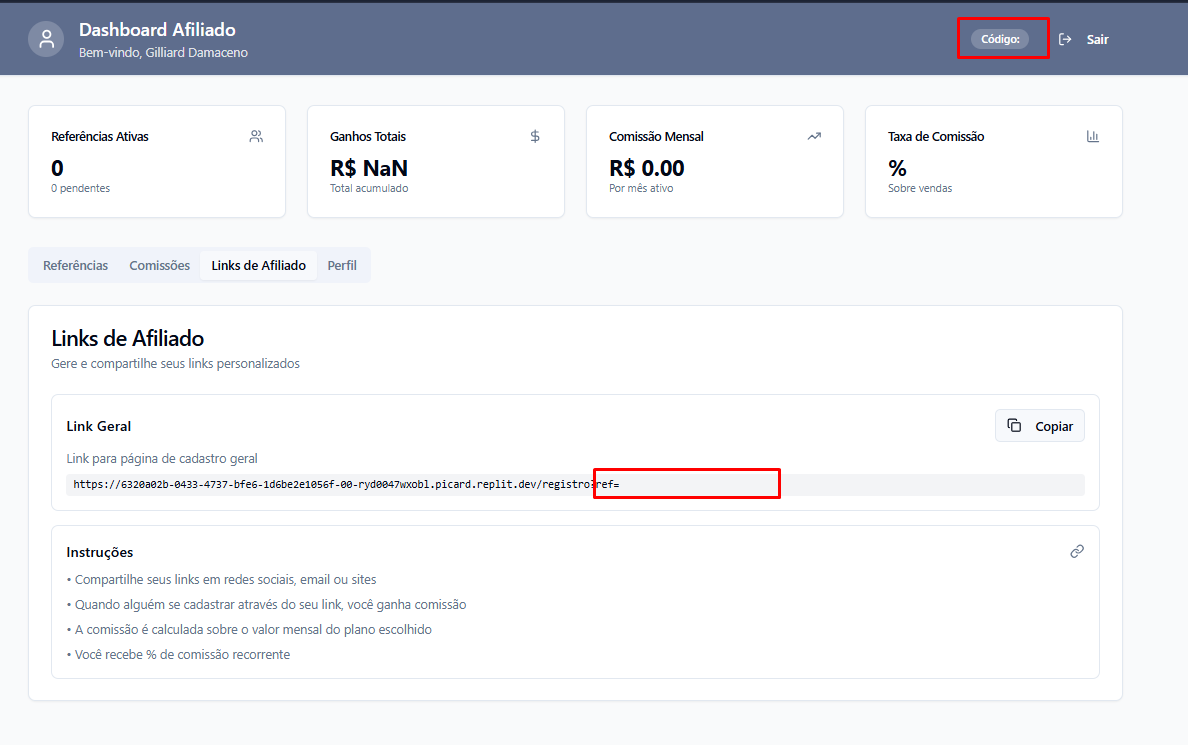 Dashboard Afiliado
Bem-vindo, Gilliard Damaceno
Código:
Sair
Referências Ativas
0
0 pendentes
Ganhos Totais
R$ NaN
Total acumulado
Comissão Mensal
R$ 0.00
Por mês ativo
Taxa de Comissão
%
Sobre vendas
Referências
Comissões
Links de Afiliado
Perfil
Links de Afiliado
Gere e compartilhe seus links personalizados
Link Geral
Copiar
Link para página de cadastro geral
https://6320a02b-0433-4737-bfe6-1d6be2e1056f-00-ryd0047wxobl.picard.replit.dev/registro?ref=
Instruções
• Compartilhe seus links em redes sociais, email ou sites
• Quando alguém se cadastrar através do seu link, você ganha comissão
• A comissão é calculada sobre o valor mensal do plano escolhido
• Você recebe % de comissão recorrente